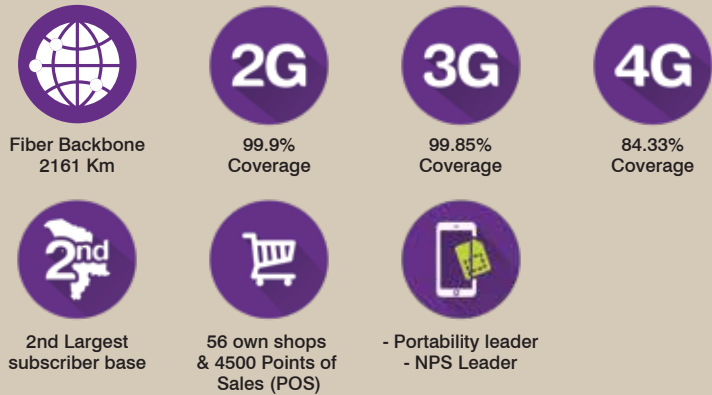 2G
3G
4G
Fiber Backbone
2161 Km
99.9%
Coverage
99.85%
Coverage
84.33%
Coverage
2nd
2nd Largest
subscriber base
56 own shops
& 4500 Points of
Sales (POS)
- Portability leader
- NPS Leader